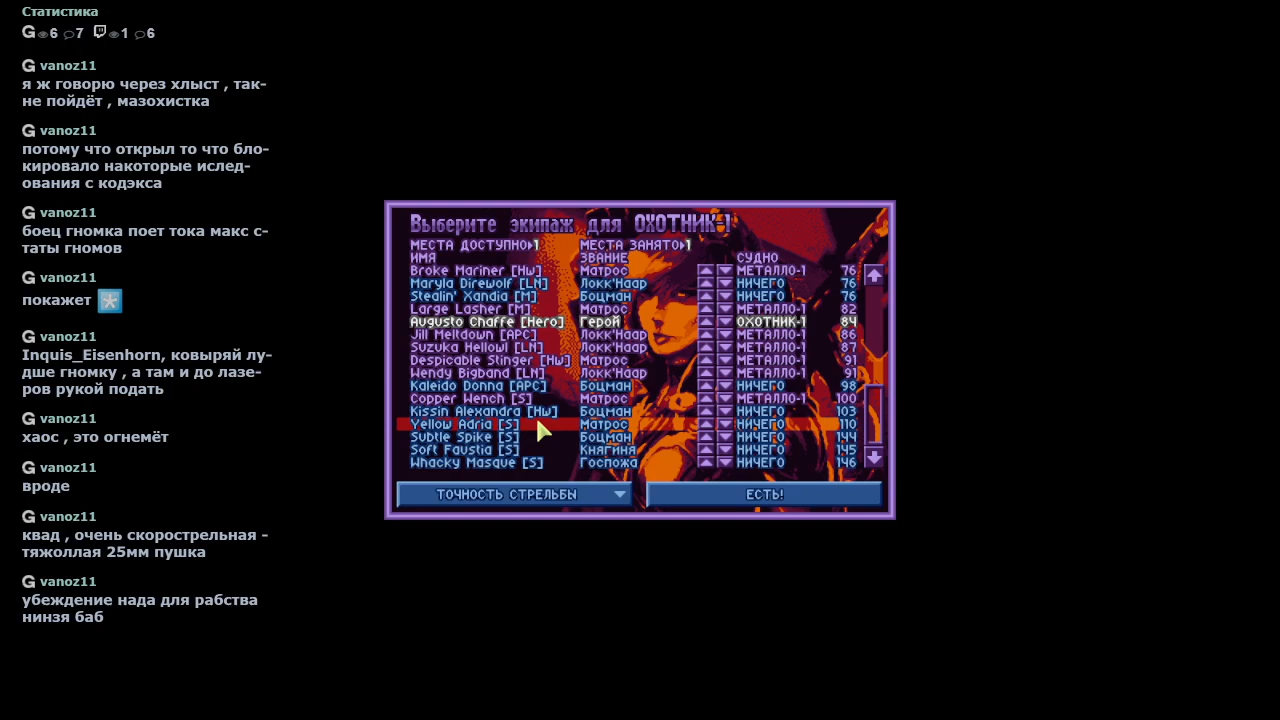 Статистика
6 7 1 6
vanoz11
я ж говорю через хлыст , так-
не пойдёт , мазохистка
vanoz11
потому что открыл то что бло-
кировало накоторые ислед-
ования с кодэкса
vanoz11
боец гномка поет тока макс с-
таты гномов
vanoz11
покажет
vanoz11
Inquis_Eisenhorn, ковыряй лу-
дше гномку , а там и до лазе-
ров рукой подать
vanoz11
хаос , это огнемёт
vanoz11
вроде
vanoz11
квад , очень скорострельная -
тяжоллая 25мм пушка
vanoz11
убеждение нада для рабства
нинзя баб
Выберите экипаж для ОХОТНИК-1
МЕСТА ДОСТУПНО▸1 МЕСТА ЗАНЯТО▸1
ИМЯ ЗВАНИЕ СУДНО
Broke Mariner [Hw] Матрос МЕТАЛЛО-1 76
Maryla Direwolf [LN] Локк'Наар НИЧЕГО 76
Stealin' Xandia [M] Боцман НИЧЕГО 76
Large Lasher [M] Матрос МЕТАЛЛО-1 82
Augusto Chaffe [Hero] Герой ОХОТНИК-1 84
Jill Meltdown [APC] Локк'Наар МЕТАЛЛО-1 86
Suzuka Hellowl [LN] Локк'Наар МЕТАЛЛО-1 87
Despicable Stinger [Hw] Матрос МЕТАЛЛО-1 91
Wendy Bigband [LN] Локк'Наар МЕТАЛЛО-1 91
Kaleido Donna [APC] Боцман НИЧЕГО 98
Copper Wench [S] Матрос МЕТАЛЛО-1 100
Kissin Alexandra [Hw] Боцман НИЧЕГО 103
Yellow Adria [S] Матрос НИЧЕГО 110
Subtle Spike [S] Боцман НИЧЕГО 144
Soft Faustia [S] Княгиня НИЧЕГО 145
Whacky Masque [S] Госпожа НИЧЕГО 146
ТОЧНОСТЬ СТРЕЛЬБЫ ЕСТЬ!